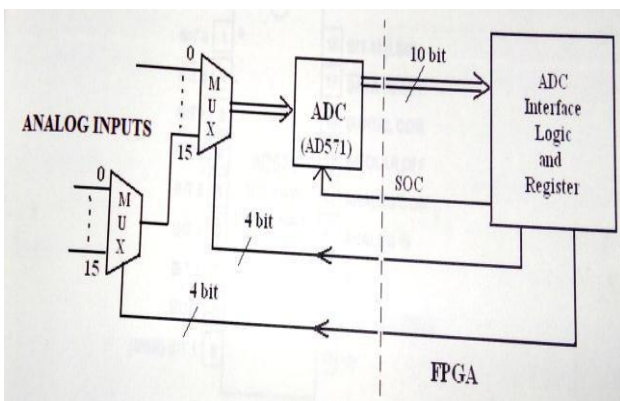 ANALOG INPUTS
0
15
M
U
X
0
15
M
U
X
ADC
(AD571)
10 bit
SOC
4 bit
4 bit
ADC
Interface
Logic
and
Register
FPGA